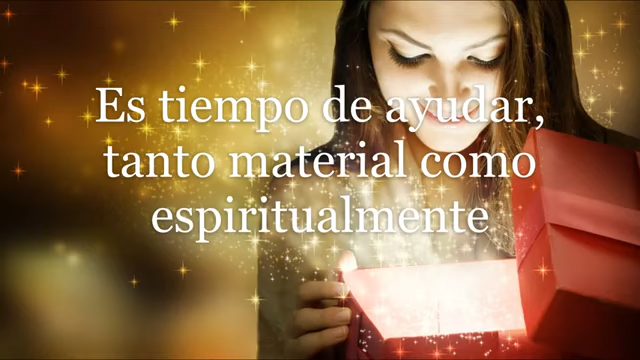 Es tiempo de ayudar,
tanto material como
espiritualmente